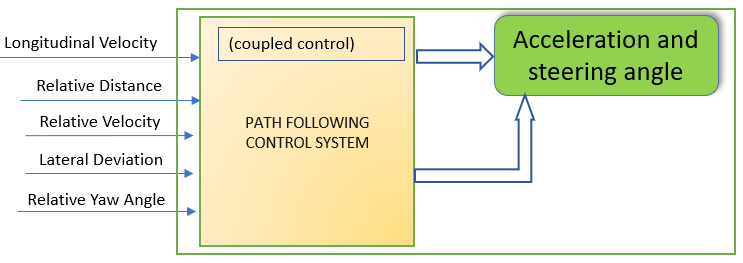 Longitudinal Velocity
Relative Distance
Relative Velocity
Lateral Deviation
Relative Yaw Angle
(coupled control)
PATH FOLLOWING
CONTROL SYSTEM
Acceleration and
steering angle